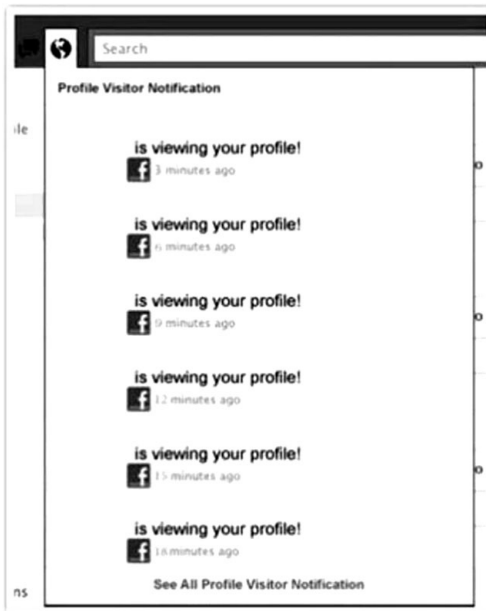 Search
Profile Visitor Notification
ile
is viewing your profile!
3 minutes ago
is viewing your profile!
6 minutes ago
is viewing your profile!
9 minutes ago
is viewing your profile!
12 minutes ago
is viewing your profile!
15 minutes ago
is viewing your profile!
18 minutes ago
See All Profile Visitor Notification
ns